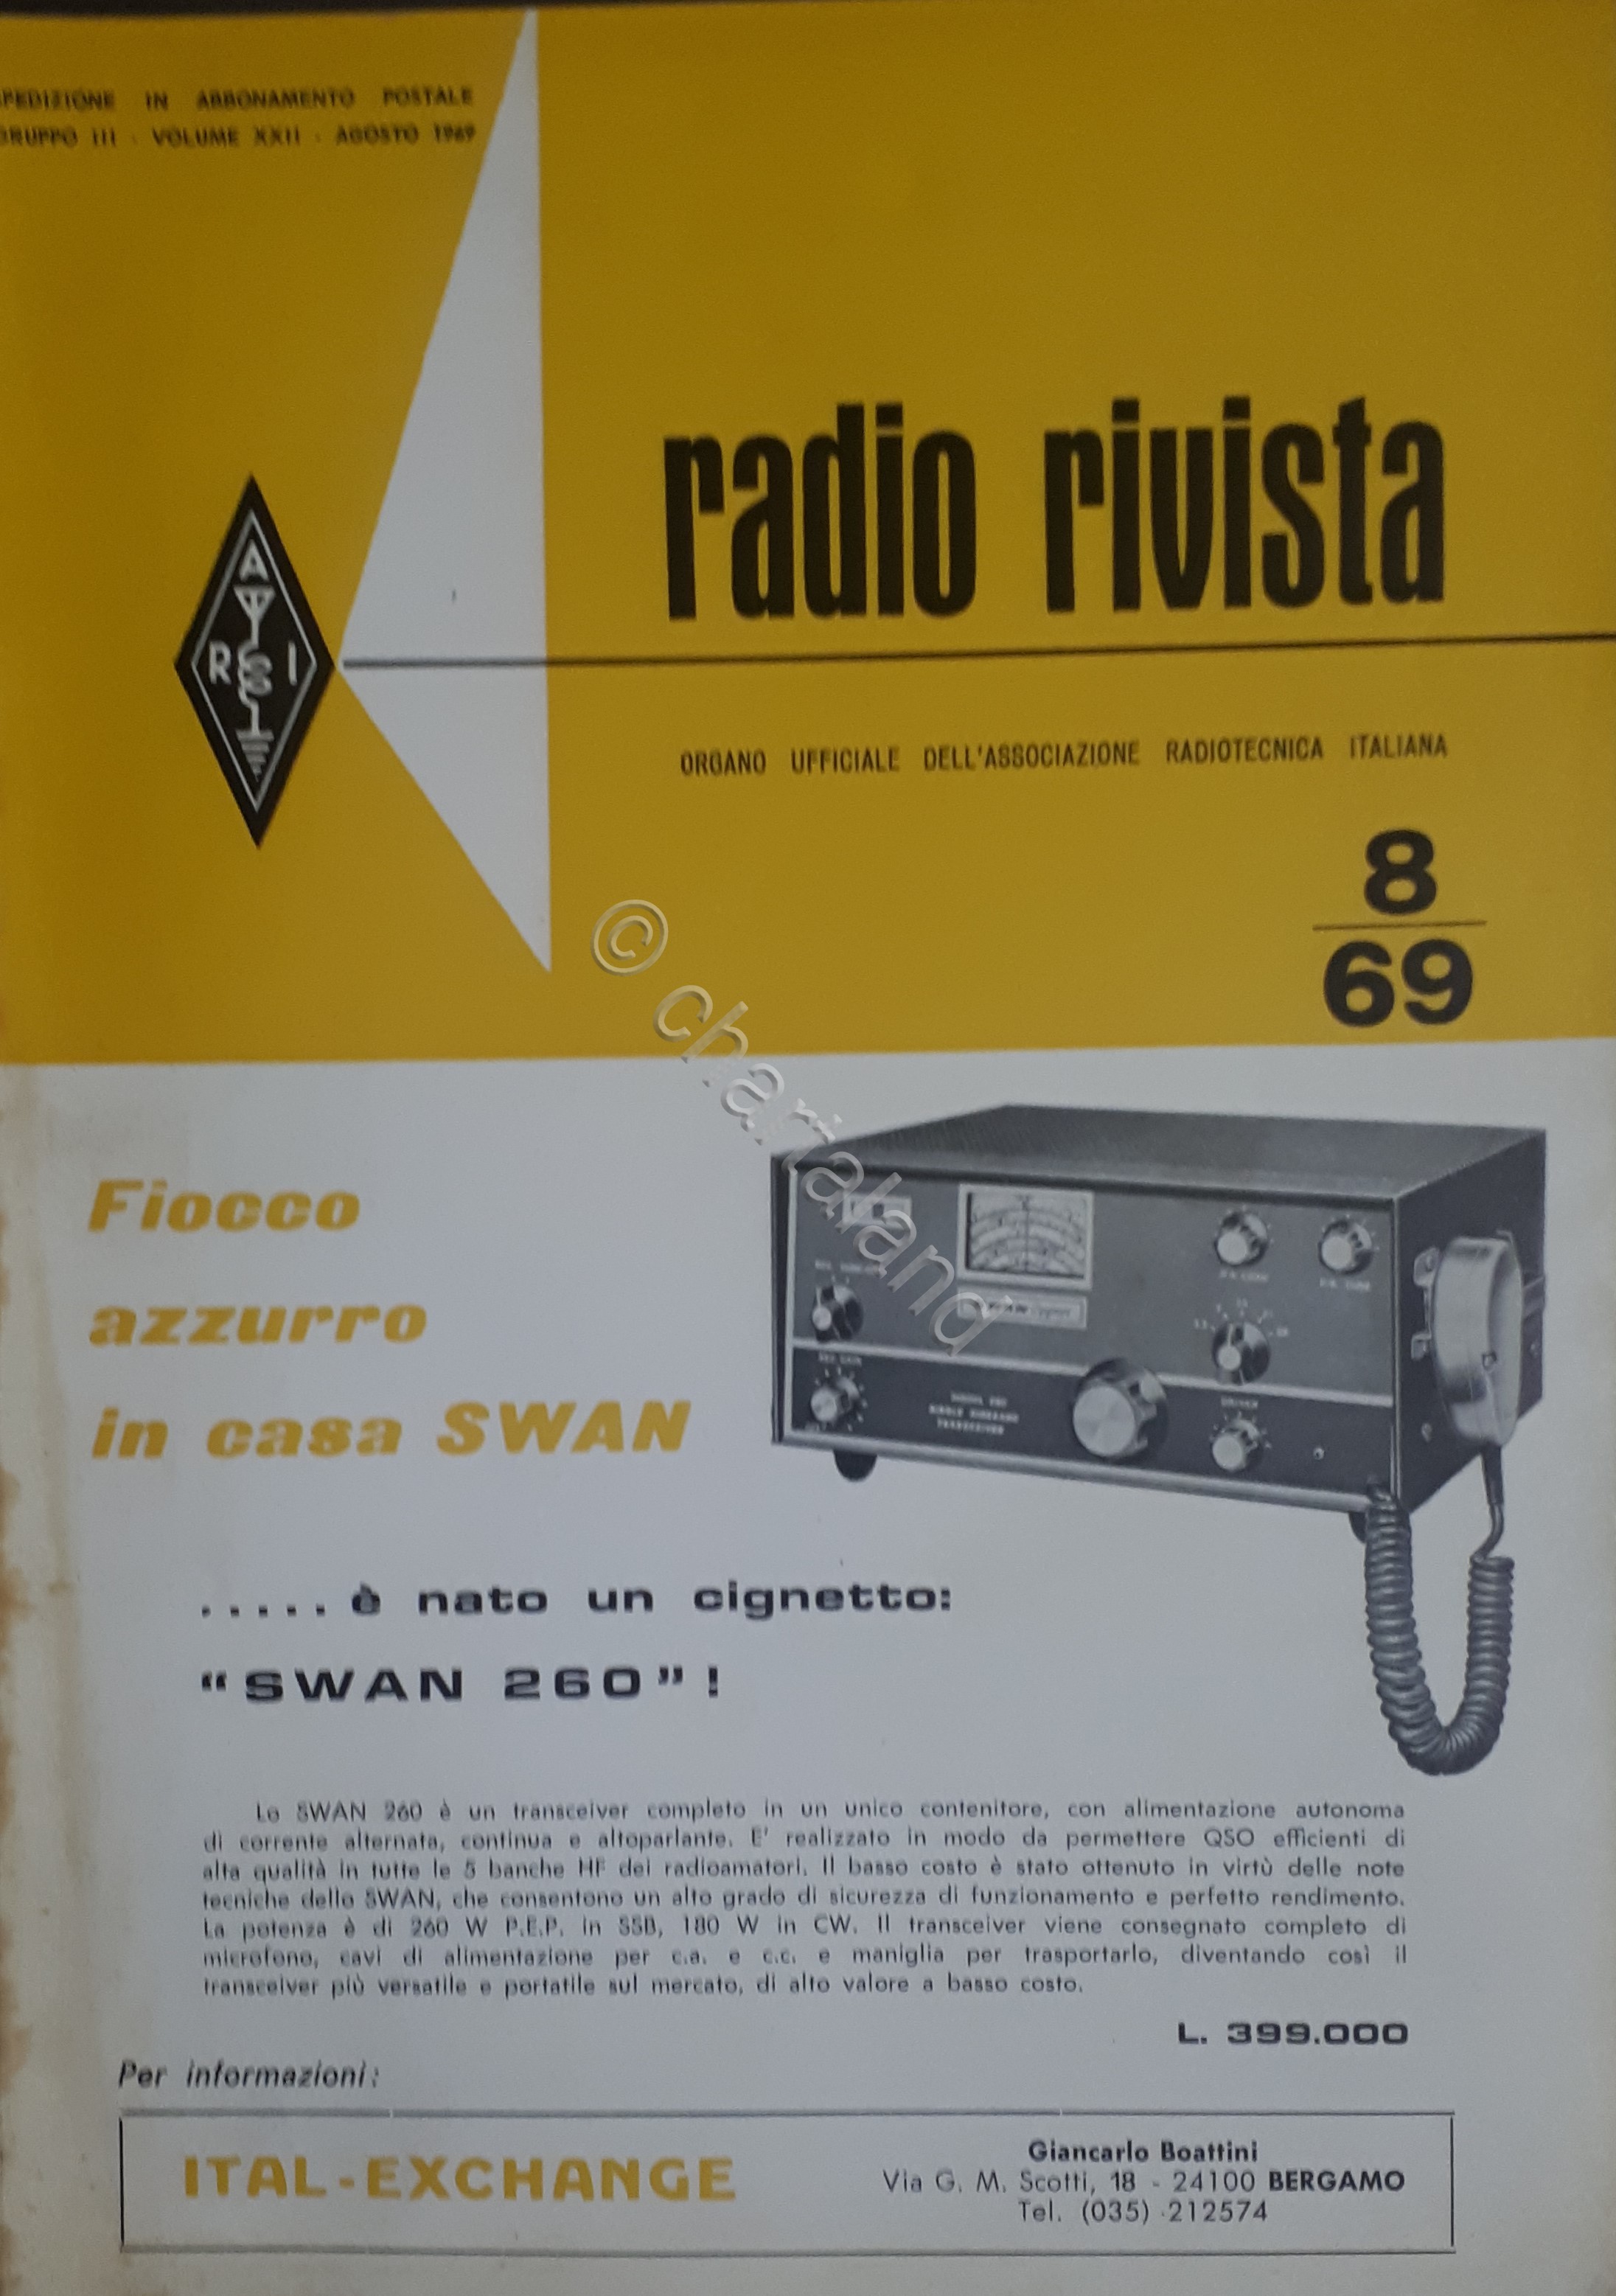 PEDIZIONE IN ABBONAMENTO POSTALE
GRUPPO III - VOLUME XXII - AGOSTO 1969
radio rivista
A
R I
ORGANO UFFICIALE DELL'ASSOCIAZIONE RADIOTECNICA ITALIANA
8
69
© chartaland
Fiocco
azzurro
in casa SWAN
..... è nato un cignetto:
“SWAN 260”!
Lo SWAN 260 è un transceiver completo in un unico contenitore, con alimentazione autonoma
di corrente alternata, continua e altoparlante. E' realizzato in modo da permettere QSO efficienti di
alta qualità in tutte le 5 banche HF dei radioamatori. Il basso costo è stato ottenuto in virtù delle note
tecniche dello SWAN, che consentono un alto grado di sicurezza di funzionamento e perfetto rendimento.
La potenza è di 260 W P.E.P. in SSB, 180 W in CW. Il transceiver viene consegnato completo di
microfono, cavi di alimentazione per c.a. e c.c. e maniglia per trasportarlo, diventando così il
transceiver più versatile e portatile sul mercato, di alto valore a basso costo.
L. 399.000
Per informazioni:
ITAL-EXCHANGE
Giancarlo Boattini
Via G. M. Scotti, 18 - 24100 BERGAMO
Tel. (035) 212574